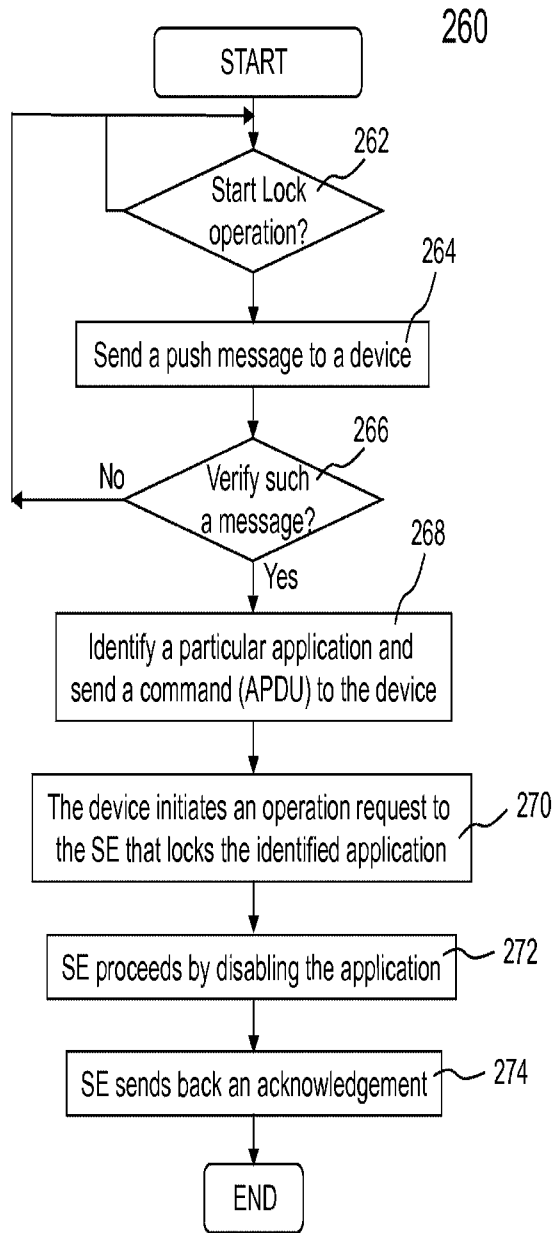 260
START
262
Start Lock
operation?
264
Send a push message to a device
266
No
Verify such
a message?
Yes
268
Identify a particular application and
send a command (APDU) to the device
The device initiates an operation request to
the SE that locks the identified application
270
SE proceeds by disabling the application
272
SE sends back an acknowledgement
274
END